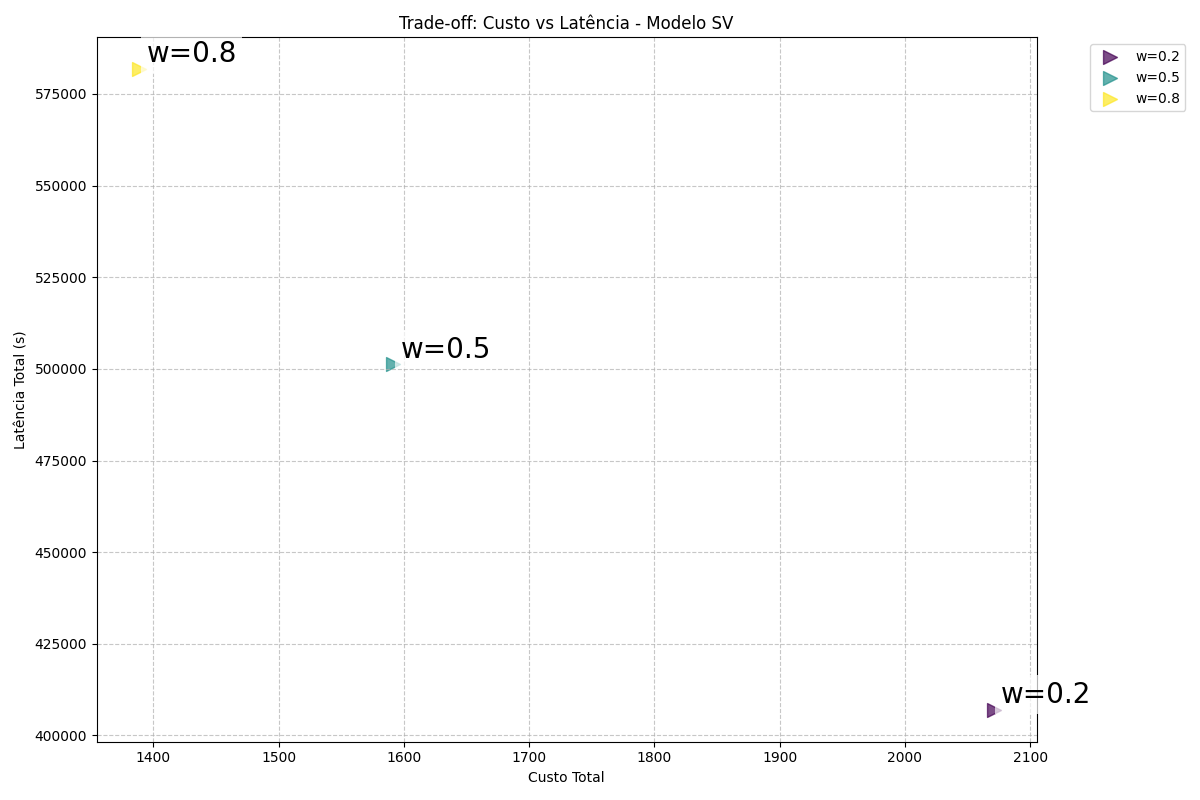 Trade-off: Custo vs Latência - Modelo SV
w=0.8
w=0.5
w=0.2
w=0.2
w=0.5
w=0.8
Latência Total (s)
575000
550000
525000
500000
475000
450000
425000
400000
1400 1500 1600 1700 1800 1900 2000 2100
Custo Total